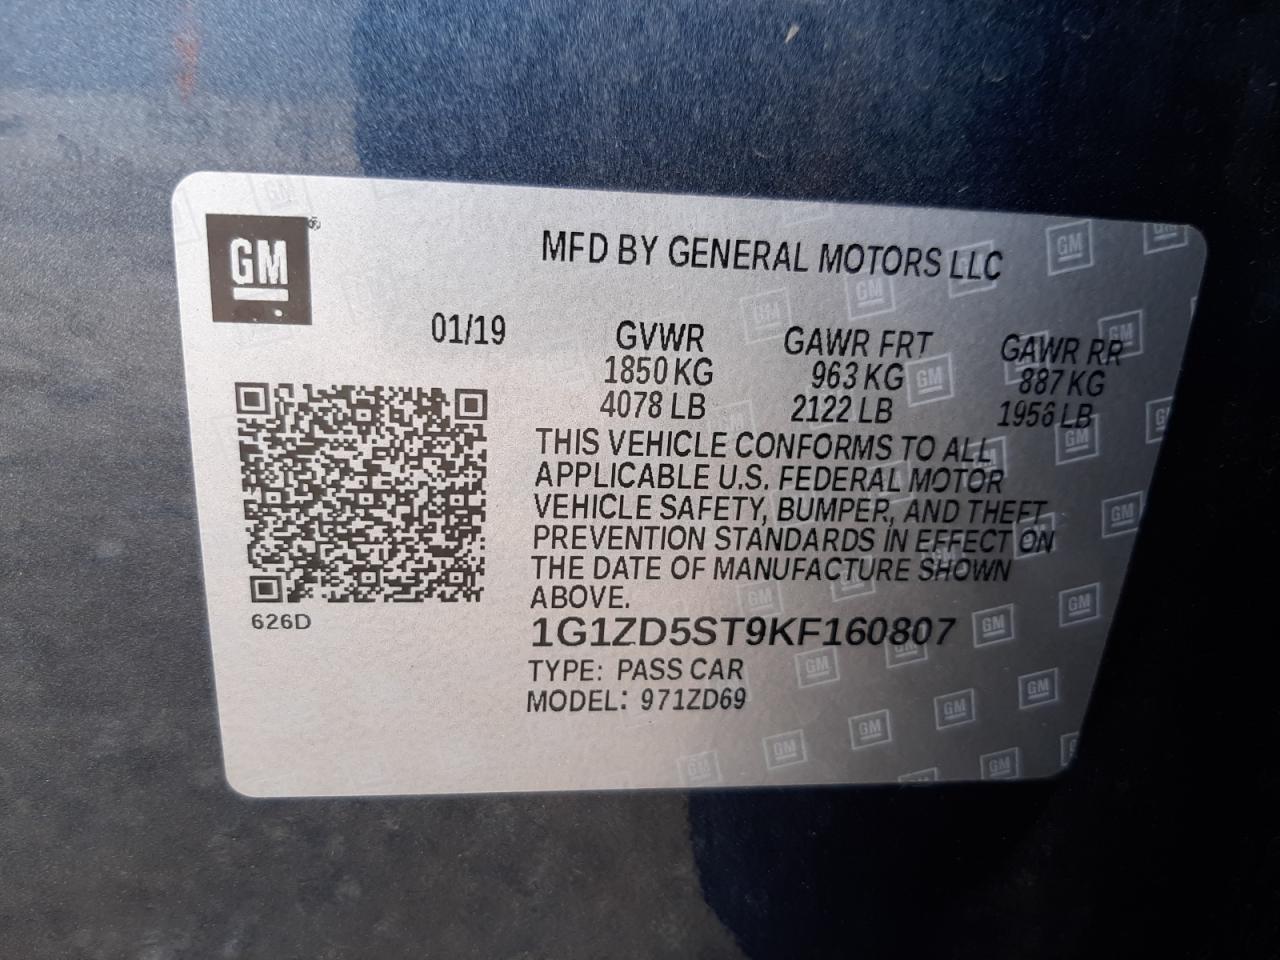 GM
MFD BY GENERAL MOTORS LLC
01/19
GVWR GAWR FRT GAWR RR
1850 KG 963 KG 887 KG
4078 LB 2122 LB 1956 LB
THIS VEHICLE CONFORMS TO ALL
APPLICABLE U.S. FEDERAL MOTOR
VEHICLE SAFETY, BUMPER, AND THEFT
PREVENTION STANDARDS IN EFFECT ON
THE DATE OF MANUFACTURE SHOWN
ABOVE.
626D
1G1ZD5ST9KF160807
TYPE: PASS CAR
MODEL: 971ZD69